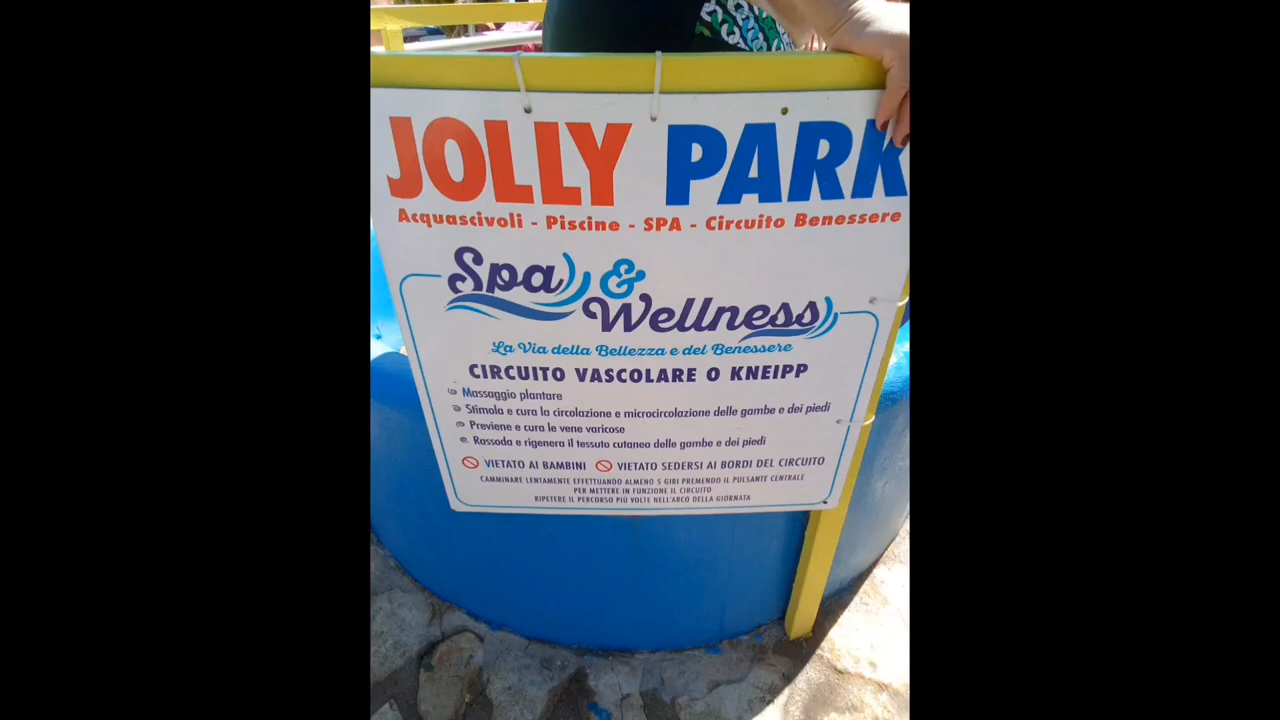 JOLLY PARK
Acquascivoli - Piscine - SPA - Circuito Benessere
Spa &
Wellness
La Via della Bellezza e del Benessere
CIRCUITO VASCOLARE O KNEIPP
Massaggio plantare
Stimola e cura la circolazione e microcircolazione delle gambe e dei piedi
Previene e cura le vene varicose
Rassoda e rigenera il tessuto cutaneo delle gambe e dei piedi
VIETATO AI BAMBINI VIETATO SEDERSI AI BORDI DEL CIRCUITO
CAMMINARE LENTAMENTE EFFETTUANDO ALMENO 5 GIRI PREMENDO IL PULSANTE CENTRALE
PER METTERE IN FUNZIONE IL CIRCUITO
RIPETERE IL PERCORSO PIÙ VOLTE NELL'ARCO DELLA GIORNATA